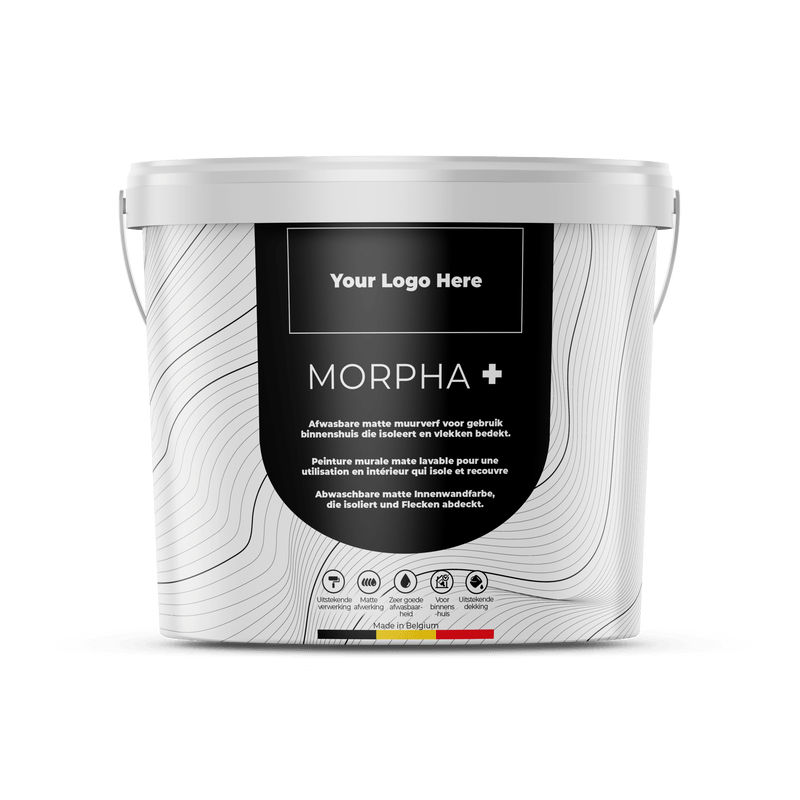 Your Logo Here
MORPHA +
Afwasbare matte muurverf voor gebruik
binnenshuis die isoleert en vlekken bedekt.
Peinture murale mate lavable pour une
utilisation en intérieur qui isole et recouvre
Abwaschbare matte Innenwandfarbe,
die isoliert und Flecken abdeckt.
Uitstekende
verwerking
Matte
afwerking
Zeer goede
afwasbaar-
heid
Voor
binnens
-huis
Uitstekende
dekking
Made in Belgium